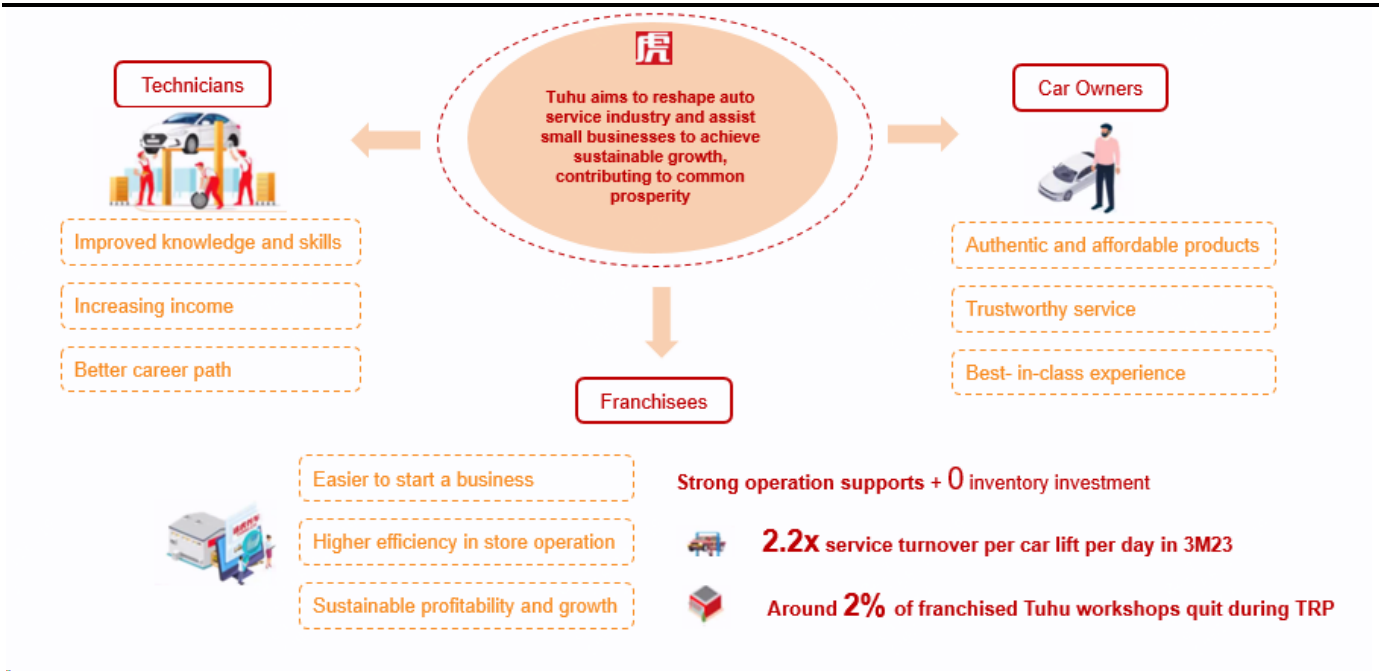 虎
Tuhu aims to reshape auto
service industry and assist
small businesses to achieve
sustainable growth,
contributing to common
prosperity
Technicians
Improved knowledge and skills
Increasing income
Better career path
Car Owners
Authentic and affordable products
Trustworthy service
Best- in-class experience
Franchisees
Easier to start a business
Higher efficiency in store operation
Sustainable profitability and growth
Strong operation supports + 0 inventory investment
2.2x service turnover per car lift per day in 3M23
Around 2% of franchised Tuhu workshops quit during TRP